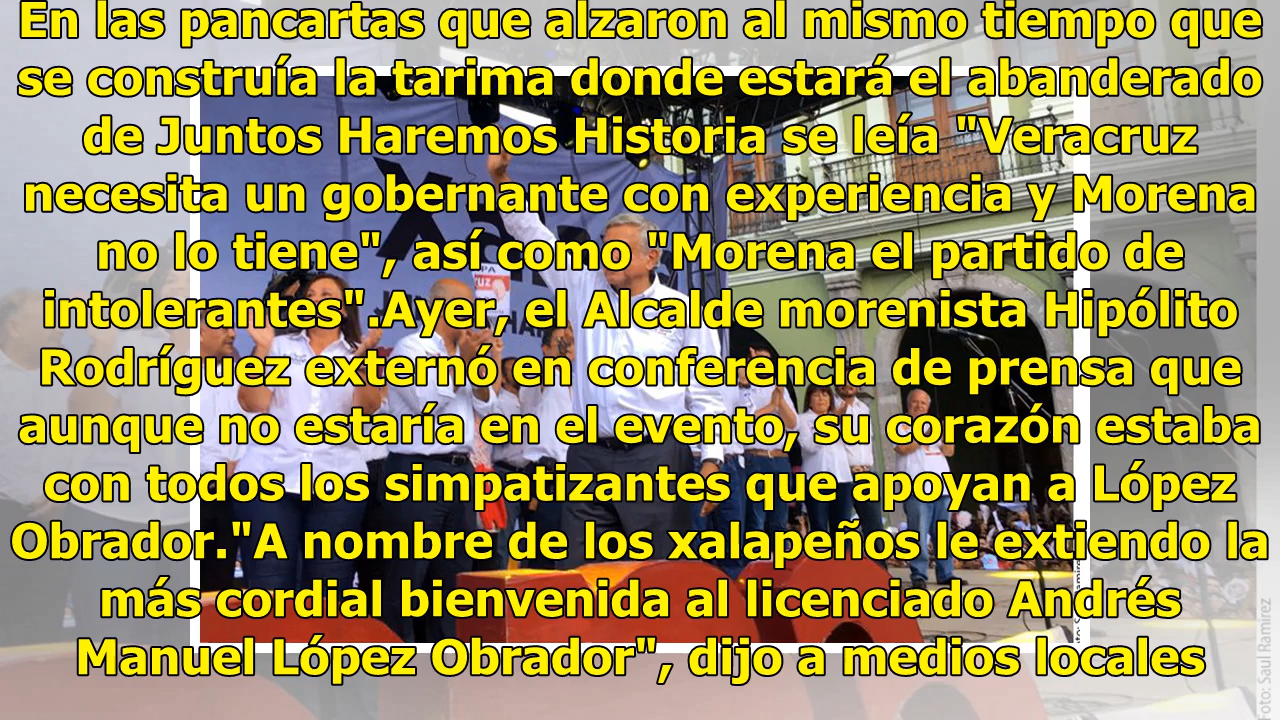 En las pancartas que alzaron al mismo tiempo que
se construía la tarima donde estará el abanderado
de Juntos Haremos Historia se leía "Veracruz
necesita un gobernante con experiencia y Morena
no lo tiene", así como "Morena el partido de
intolerantes".Ayer, el Alcalde morenista Hipólito
Rodríguez externó en conferencia de prensa que
aunque no estaría en el evento, su corazón estaba
con todos los simpatizantes que apoyan a López
Obrador."A nombre de los xalapeños le extiendo la
más cordial bienvenida al licenciado Andrés
Manuel López Obrador", dijo a medios locales
Foto: Saul Ramirez